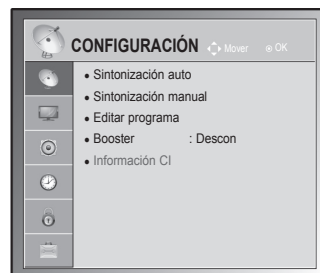 CONFIGURACIÓN Mover OK
• Sintonización auto
• Sintonización manual
• Editar programa
• Booster : Descon
• Información CI